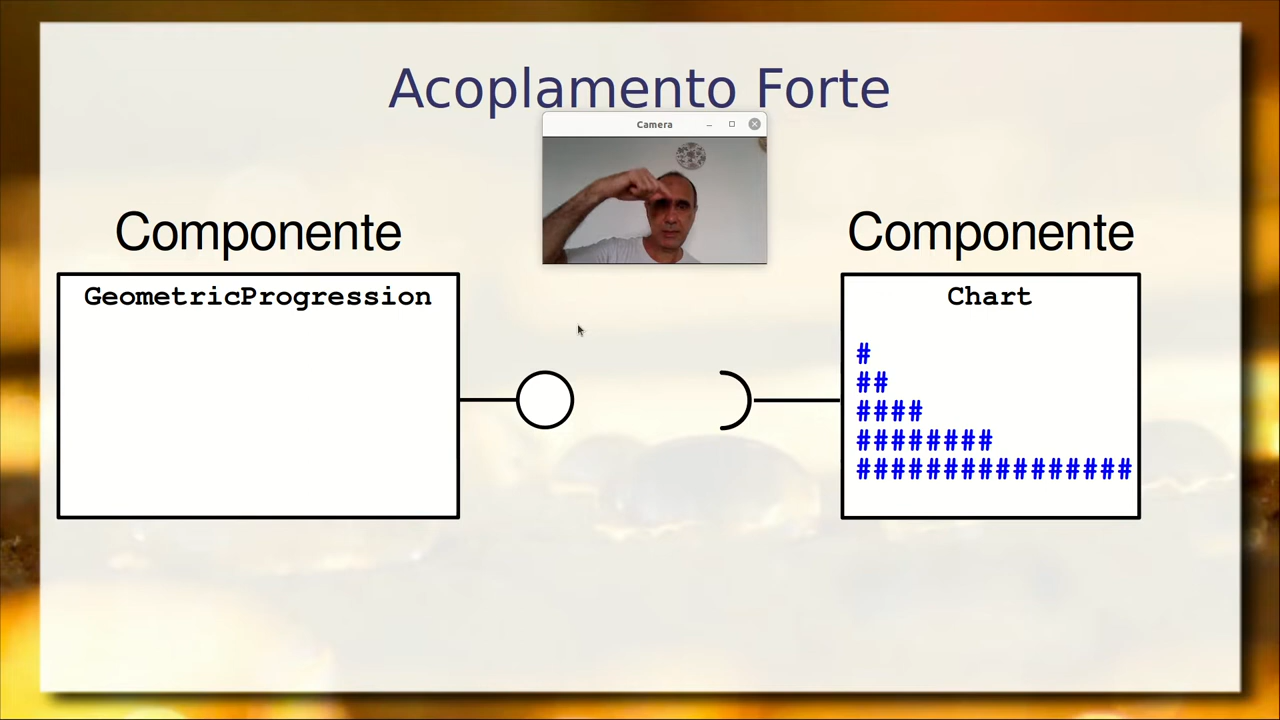 Acoplamento Forte
Camera
Componente
Componente
GeometricProgression
Chart
#
##
####
########
################